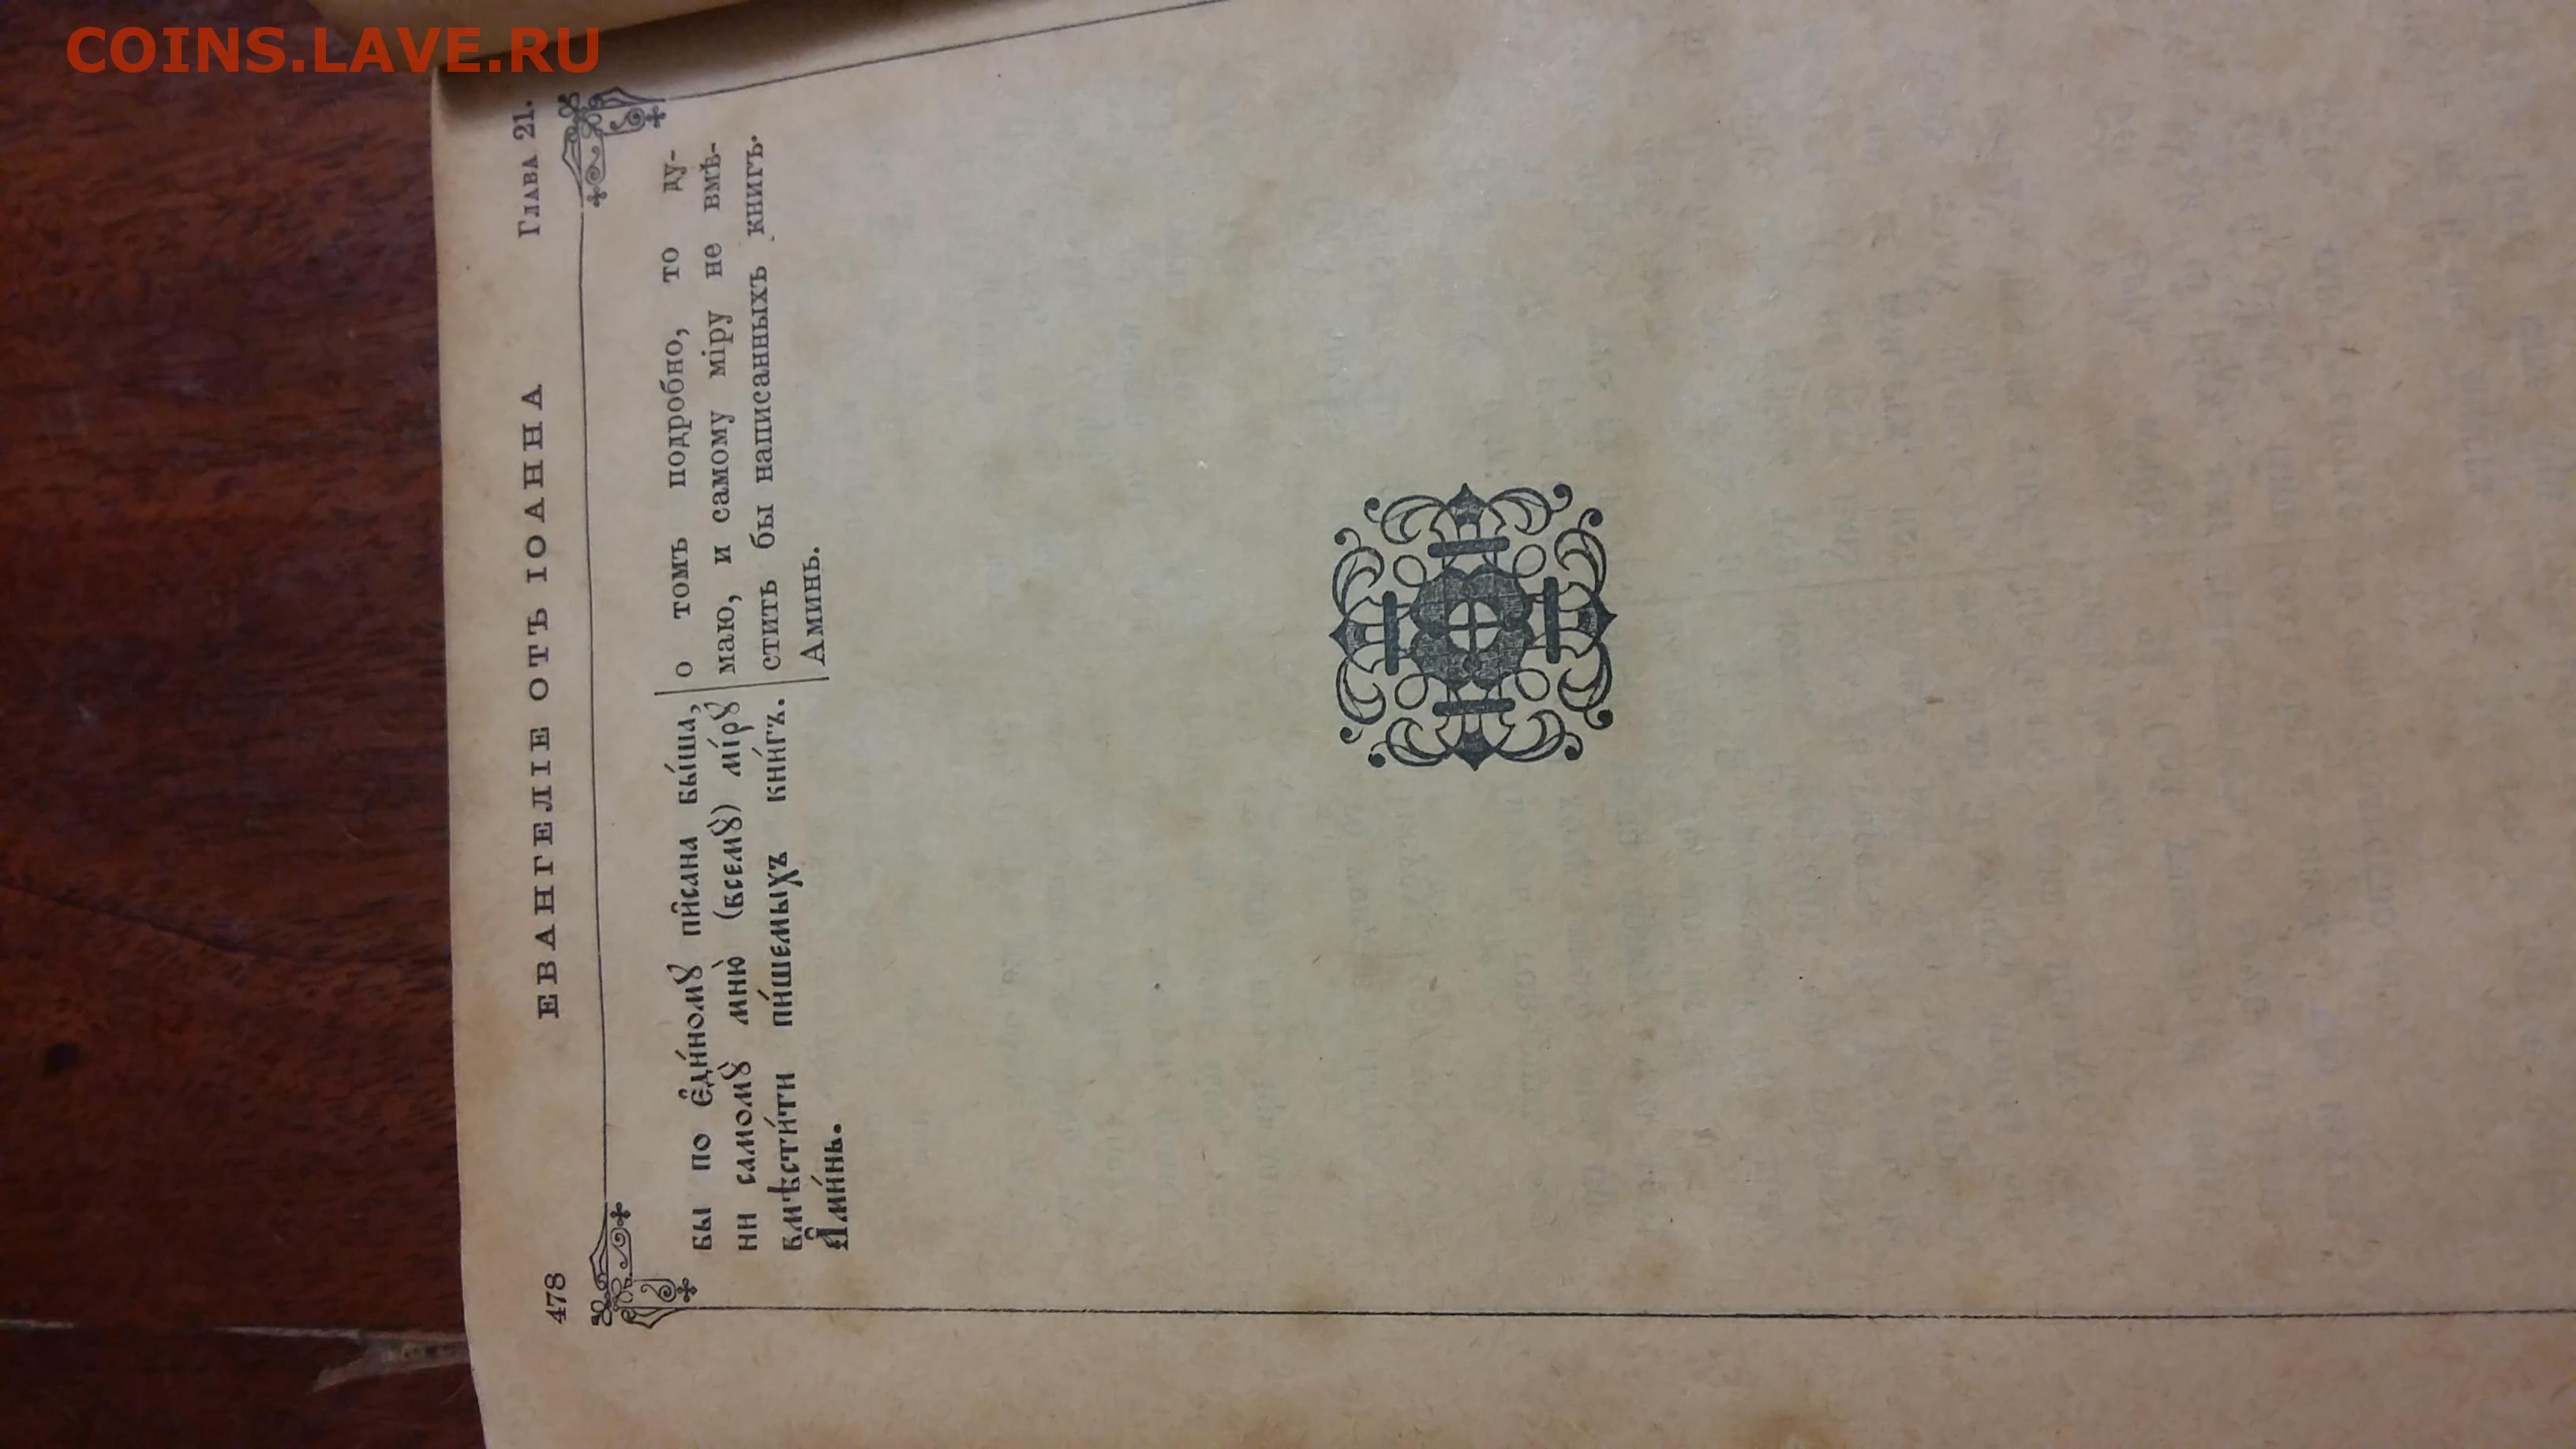 COINS.LAVE.RU
478 ЕВАНГЕЛІЕ ОТЪ ІОАННА Глава 21.
бы по є҆ди́номꙋ пи҄сана бы́ша,
ни самомꙋ̀ мню̀ (всемꙋ̀) мі́рꙋ
вмѣсти́ти пи́шемыхъ кни́гъ.
А҆ми́нь.
о томъ подробно, то ду-
маю, и самому міру не вмѣ-
стить бы написанныхъ книгъ.
Аминь.